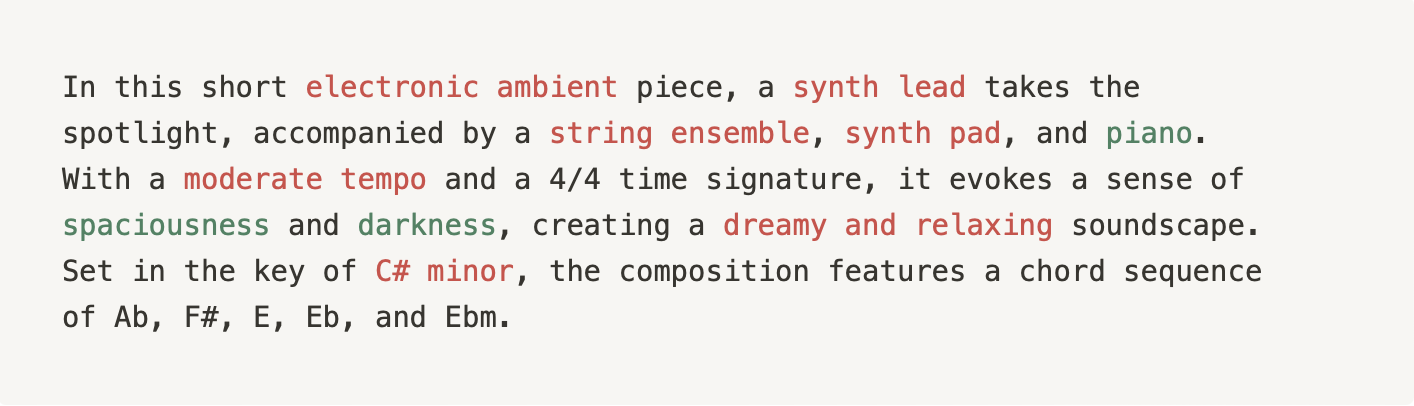 In this short electronic ambient piece, a synth lead takes the
spotlight, accompanied by a string ensemble, synth pad, and piano.
With a moderate tempo and a 4/4 time signature, it evokes a sense of
spaciousness and darkness, creating a dreamy and relaxing soundscape.
Set in the key of C# minor, the composition features a chord sequence
of Ab, F#, E, Eb, and Ebm.